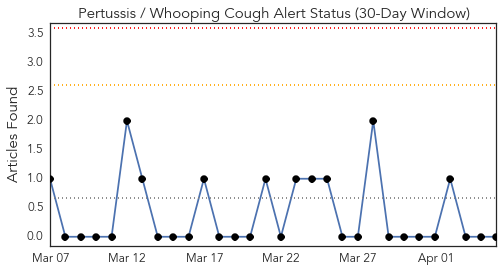 Pertussis / Whooping Cough Alert Status (30-Day Window)
Articles Found
3.5
3.0
2.5
2.0
1.5
1.0
0.5
0.0
Mar 07 Mar 12 Mar 17 Mar 22 Mar 27 Apr 01